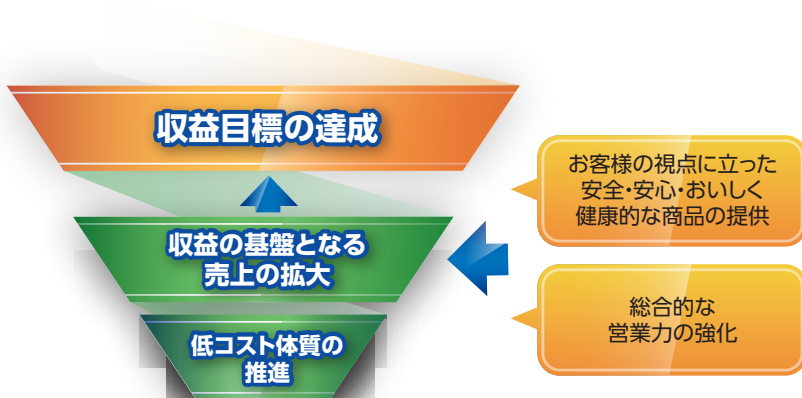 収益目標の達成
収益の基盤となる
売上の拡大
低コスト体質の
推進
お客様の視点に立った
安全・安心・おいしく
健康的な商品の提供
総合的な
営業力の強化